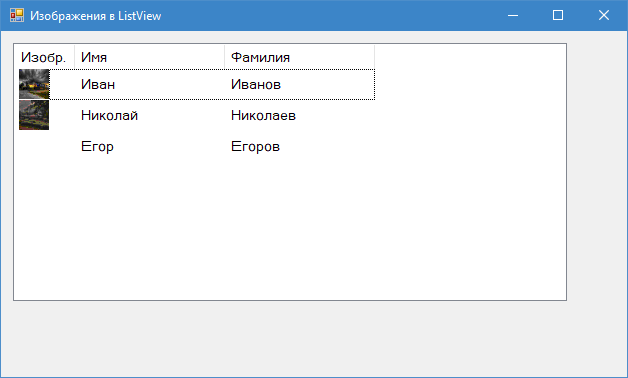 Изображения в ListView
Изобр. Имя Фамилия
Иван Иванов
Николай Николаев
Егор Егоров